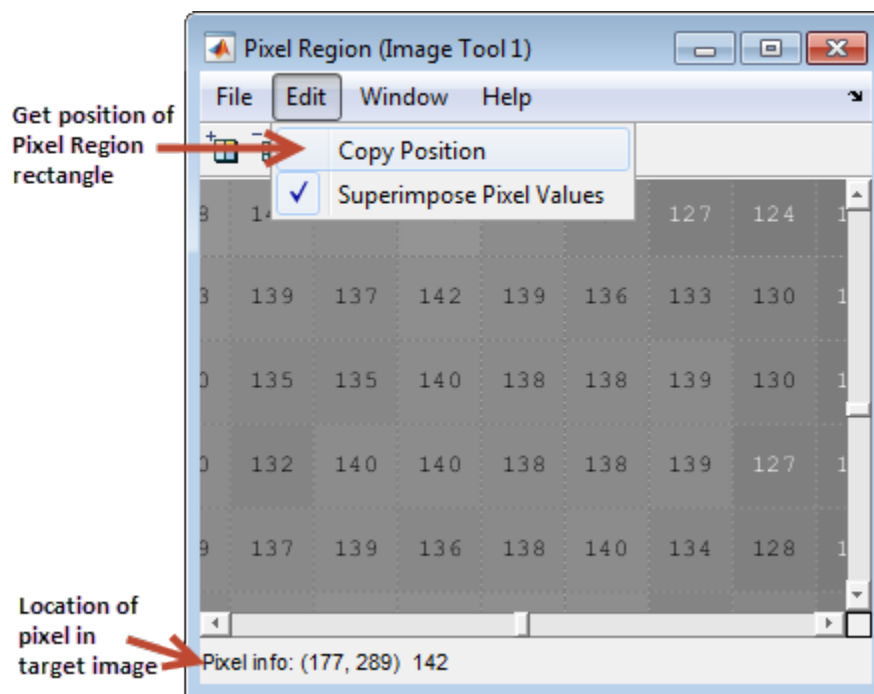 Pixel Region (Image Tool 1)
File Edit Window Help
Get position of
Pixel Region
rectangle
Copy Position
Superimpose Pixel Values
127 124
139 137 142 139 136 133 130
135 135 140 138 138 139 130
132 140 140 138 138 139 127
137 139 136 138 140 134 128
Location of
pixel in
target image
Pixel info: (177, 289) 142